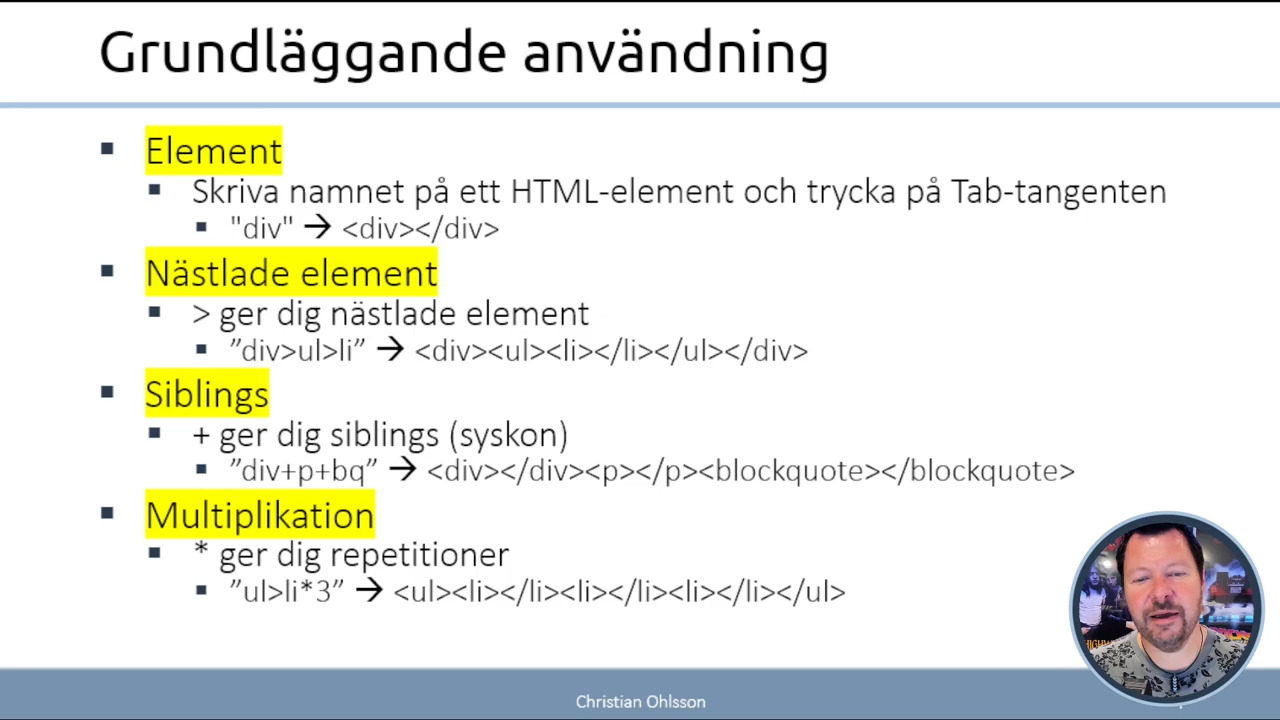 Grundläggande användning
Element
Skriva namnet på ett HTML-element och trycka på Tab-tangenten
"div" → <div></div>
Nästlade element
> ger dig nästlade element
”div>ul>li” → <div><ul><li></li></ul></div>
Siblings
+ ger dig siblings (syskon)
”div+p+bq” → <div></div><p></p><blockquote></blockquote>
Multiplikation
* ger dig repetitioner
”ul>li*3” → <ul><li></li><li></li><li></li></ul>
Christian Ohlsson